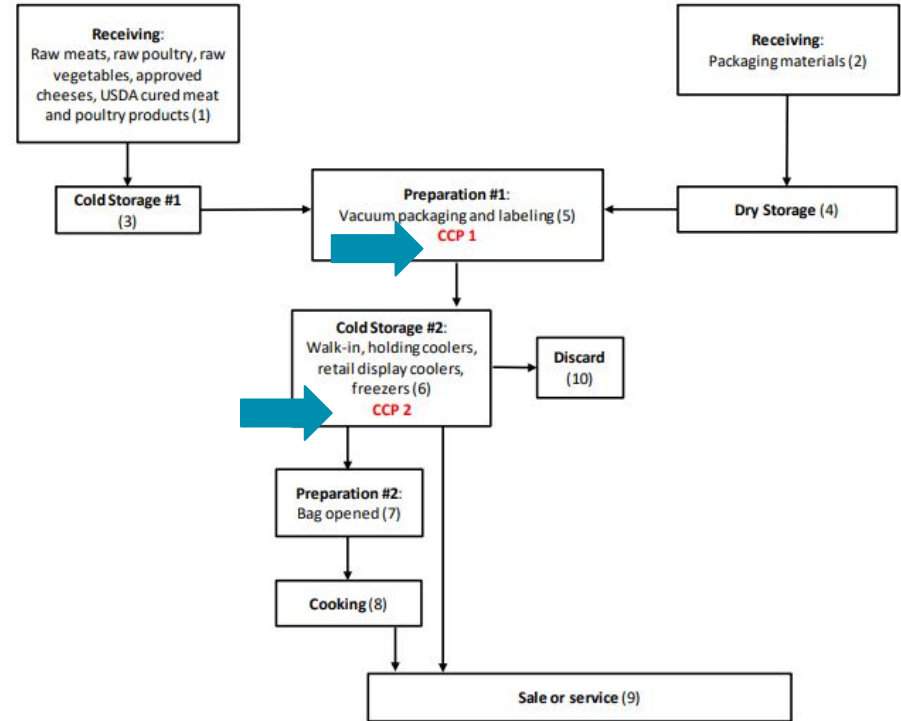 Receiving:
Raw meats, raw poultry, raw
vegetables, approved
cheeses, USDA cured meat
and poultry products (1)
Receiving:
Packaging materials (2)
Cold Storage #1
(3)
Preparation #1:
Vacuum packaging and labeling (5)
CCP 1
Dry Storage (4)
Cold Storage #2:
Walk-in, holding coolers,
retail display coolers,
freezers (6)
CCP 2
Discard
(10)
Preparation #2:
Bag opened (7)
Cooking (8)
Sale or service (9)